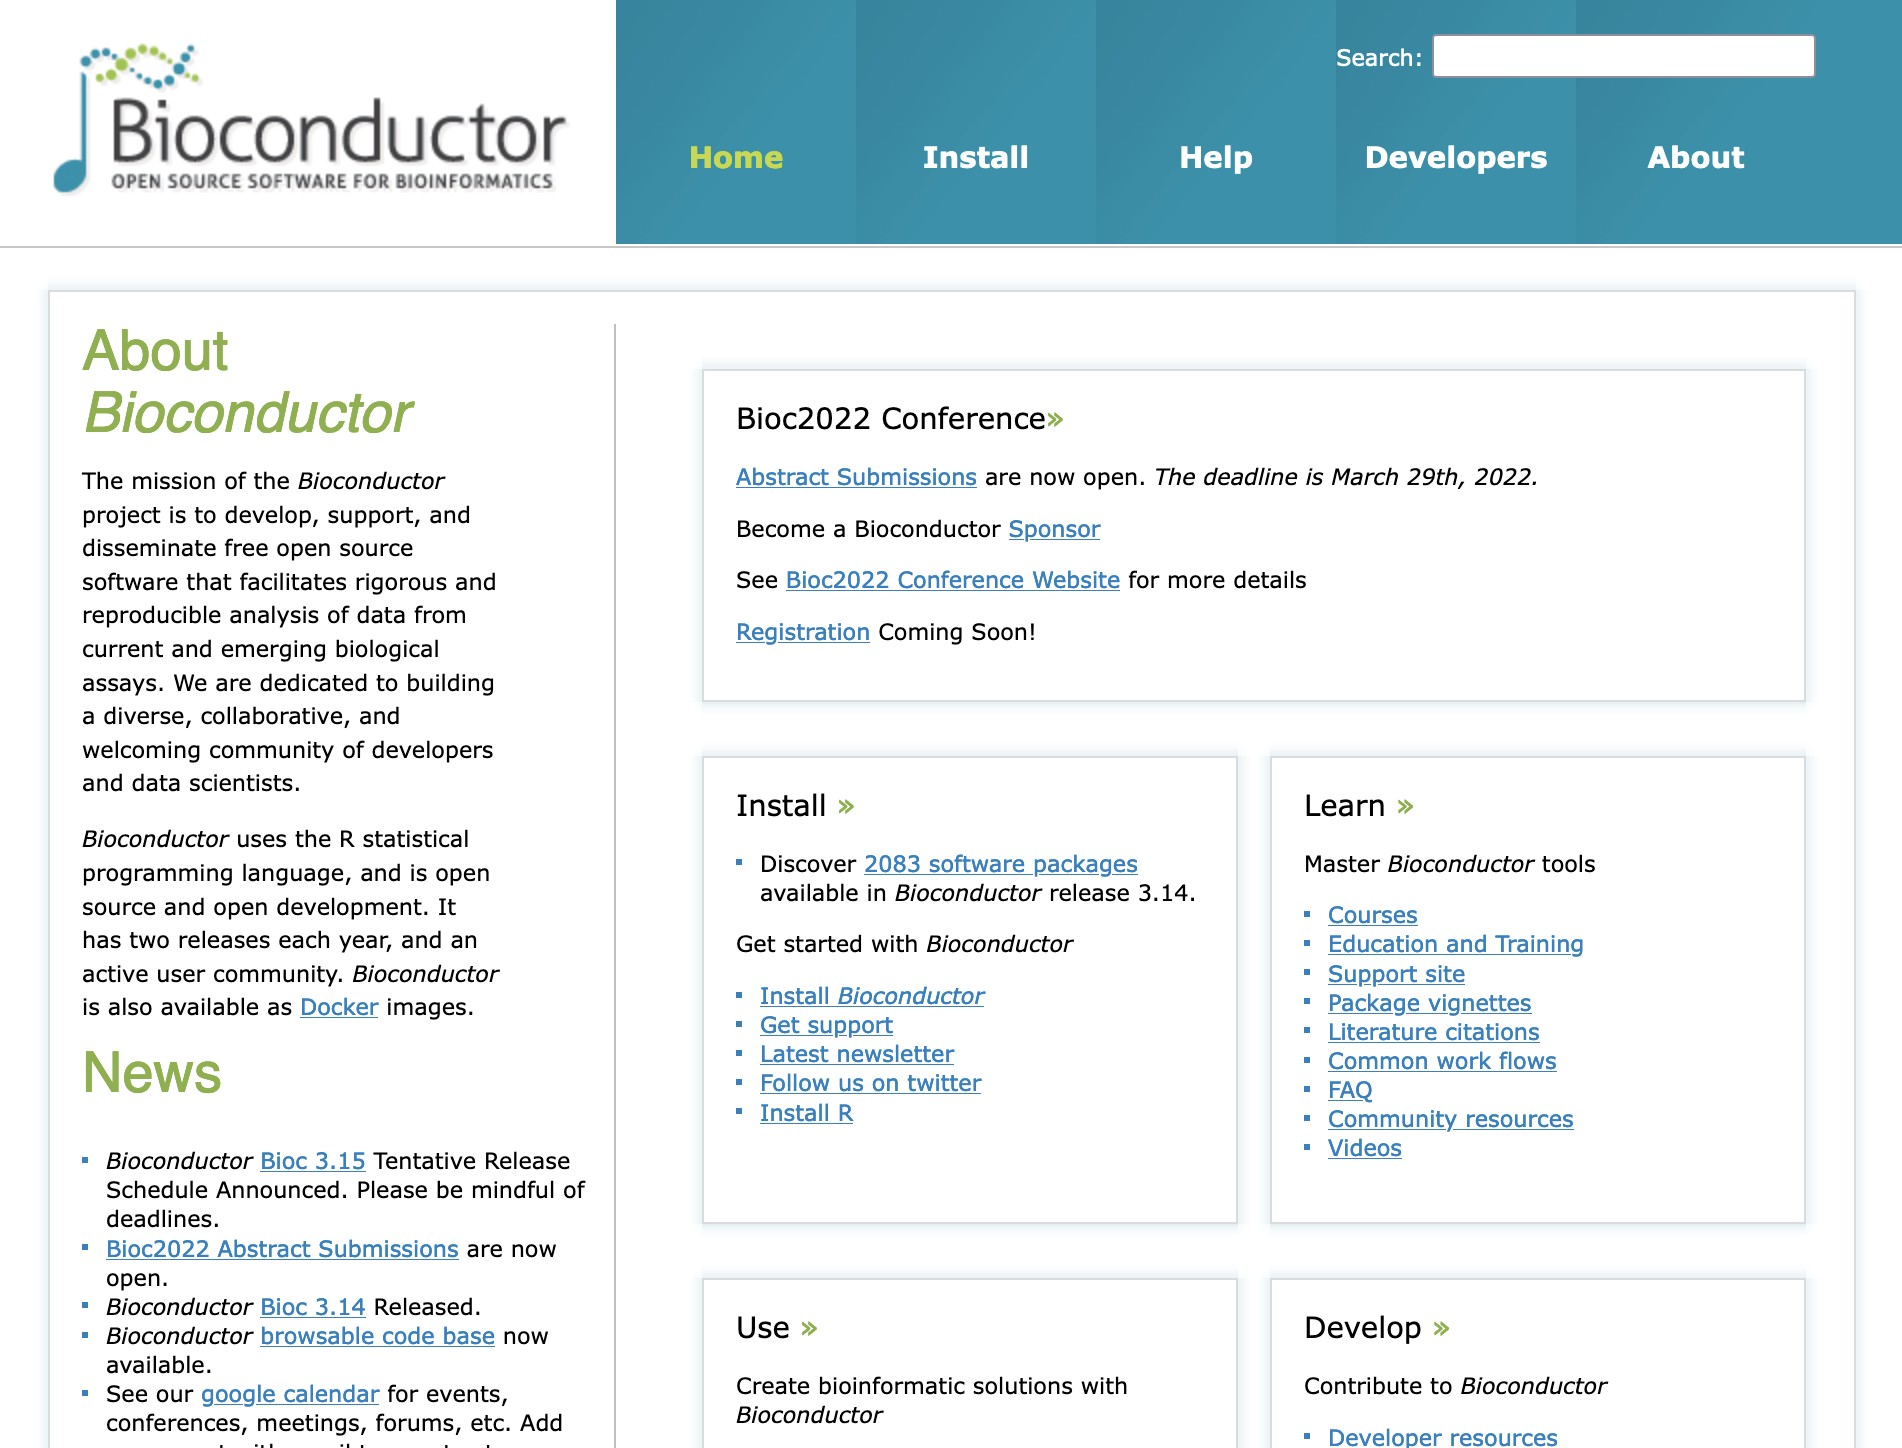 Bioconductor
OPEN SOURCE SOFTWARE FOR BIOINFORMATICS
Search:
Home
Install
Help
Developers
About
About
Bioconductor
The mission of the Bioconductor
project is to develop, support, and
disseminate free open source
software that facilitates rigorous and
reproducible analysis of data from
current and emerging biological
assays. We are dedicated to building
a diverse, collaborative, and
welcoming community of developers
and data scientists.
Bioconductor uses the R statistical
programming language, and is open
source and open development. It
has two releases each year, and an
active user community. Bioconductor
is also available as Docker images.
News
Bioconductor Bioc 3.15 Tentative Release
Schedule Announced. Please be mindful of
deadlines.
Bioc2022 Abstract Submissions are now
open.
Bioconductor Bioc 3.14 Released.
Bioconductor browsable code base now
available.
See our google calendar for events,
conferences, meetings, forums, etc. Add
Bioc2022 Conference»
Abstract Submissions are now open. The deadline is March 29th, 2022.
Become a Bioconductor Sponsor
See Bioc2022 Conference Website for more details
Registration Coming Soon!
Install »
Discover 2083 software packages
available in Bioconductor release 3.14.
Get started with Bioconductor
Install Bioconductor
Get support
Latest newsletter
Follow us on twitter
Install R
Learn »
Master Bioconductor tools
Courses
Education and Training
Support site
Package vignettes
Literature citations
Common work flows
FAQ
Community resources
Videos
Use »
Create bioinformatic solutions with
Bioconductor
Develop »
Contribute to Bioconductor
Developer resources